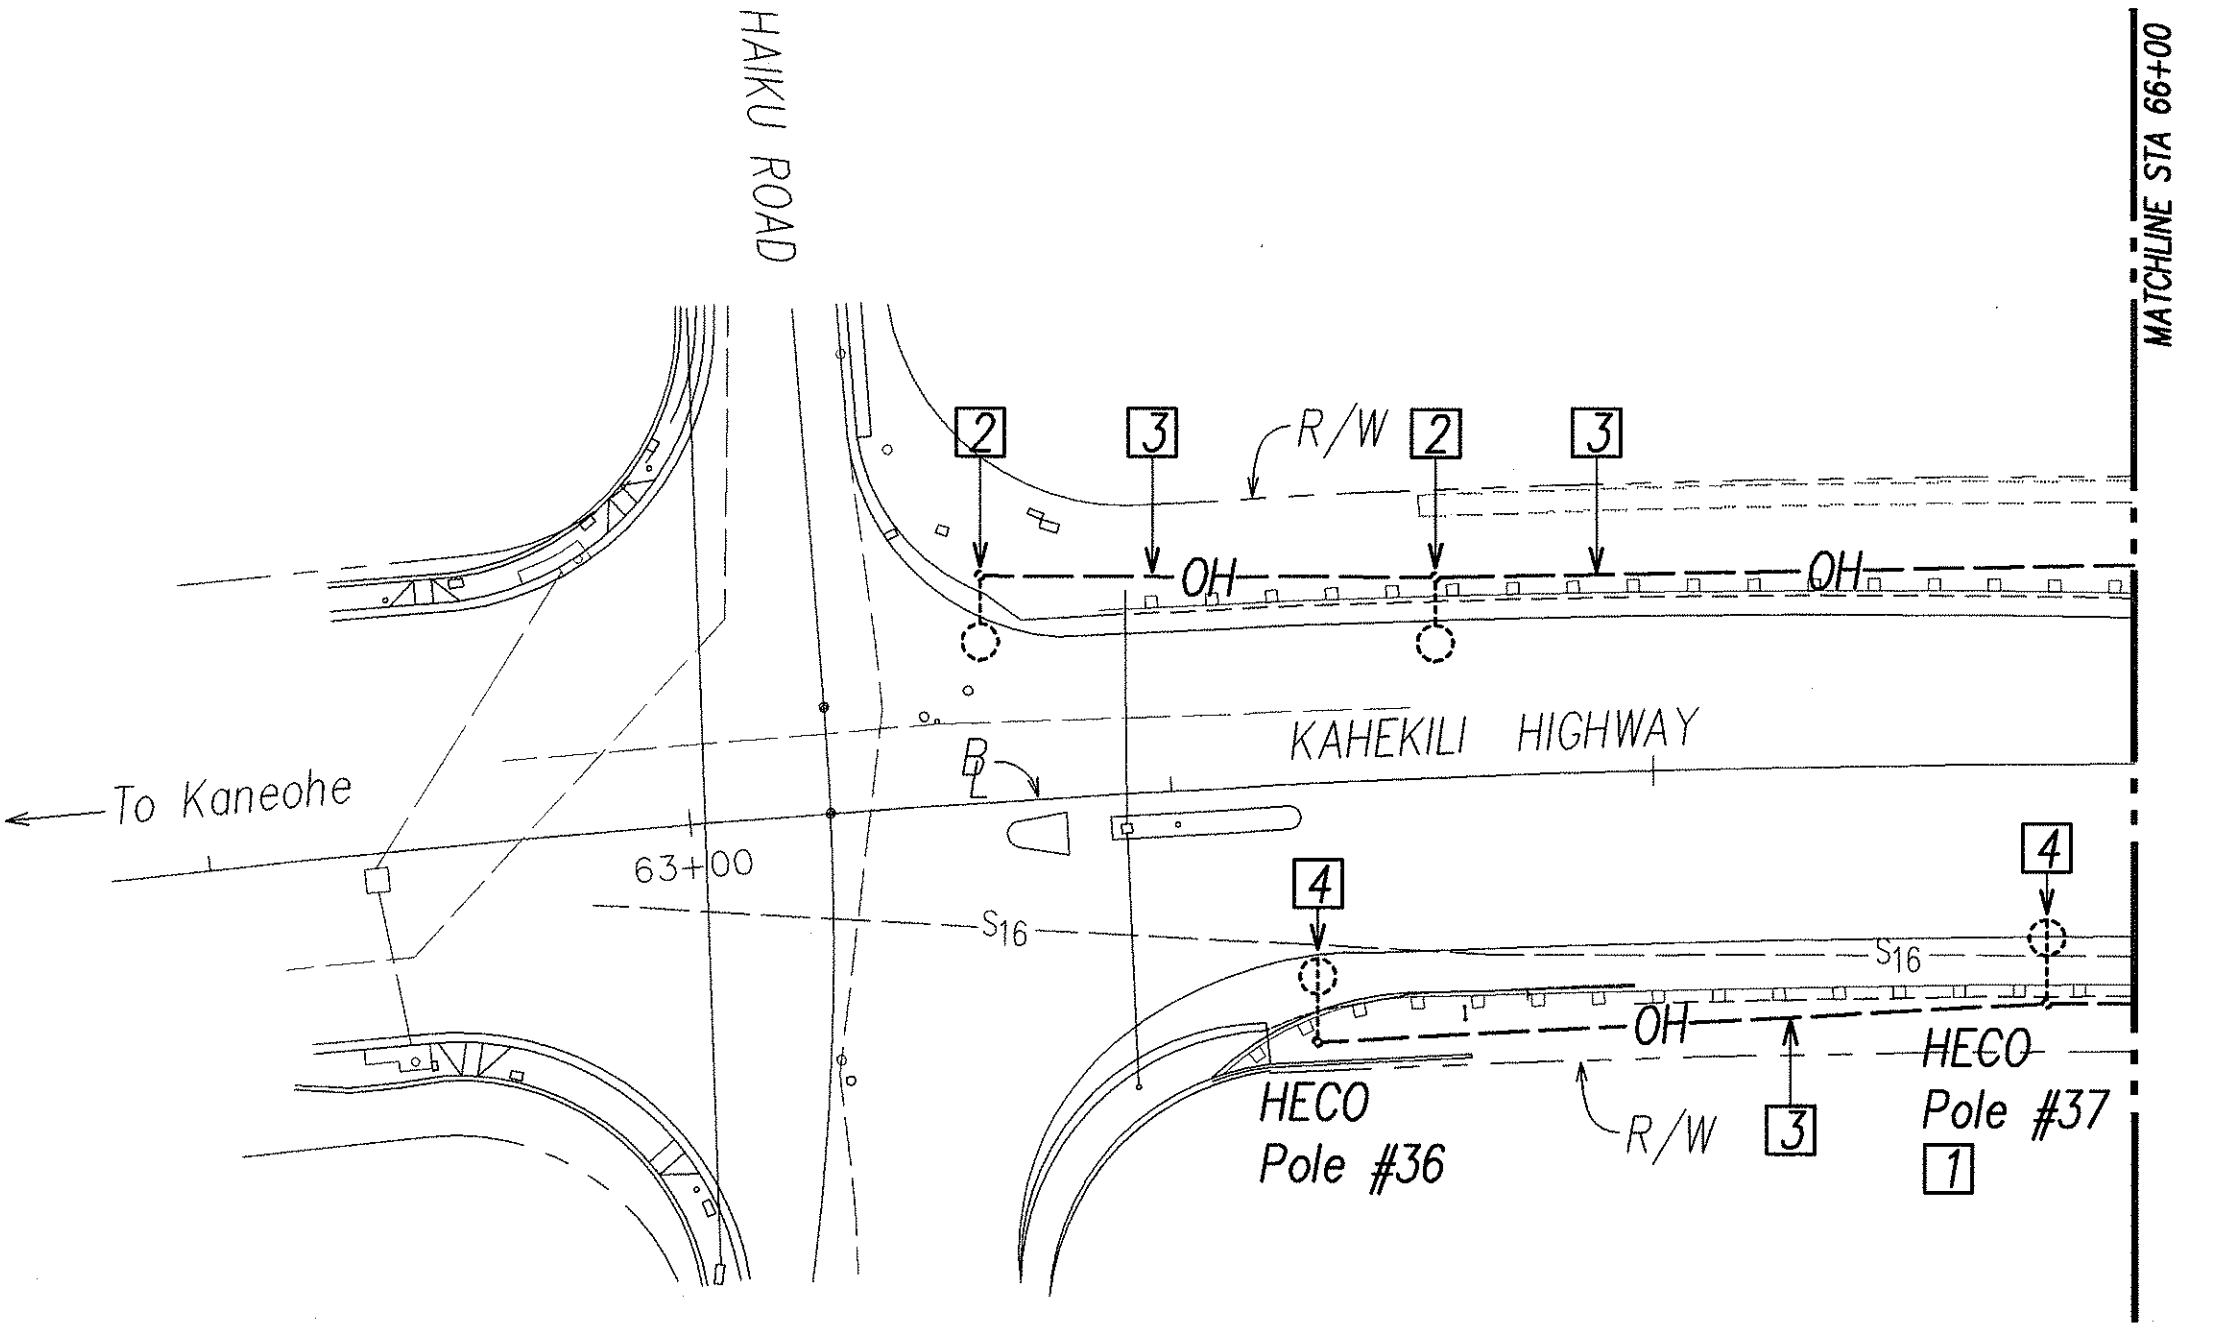 HAIKU ROAD
MATCHLINE STA 66+00
2
3
R/W
2
3
OH
OH
KAHEKILI HIGHWAY
BL
To Kaneohe
63+00
4
4
S16
S16
OH
HECO
Pole #36
R/W
3
HECO
Pole #37
1